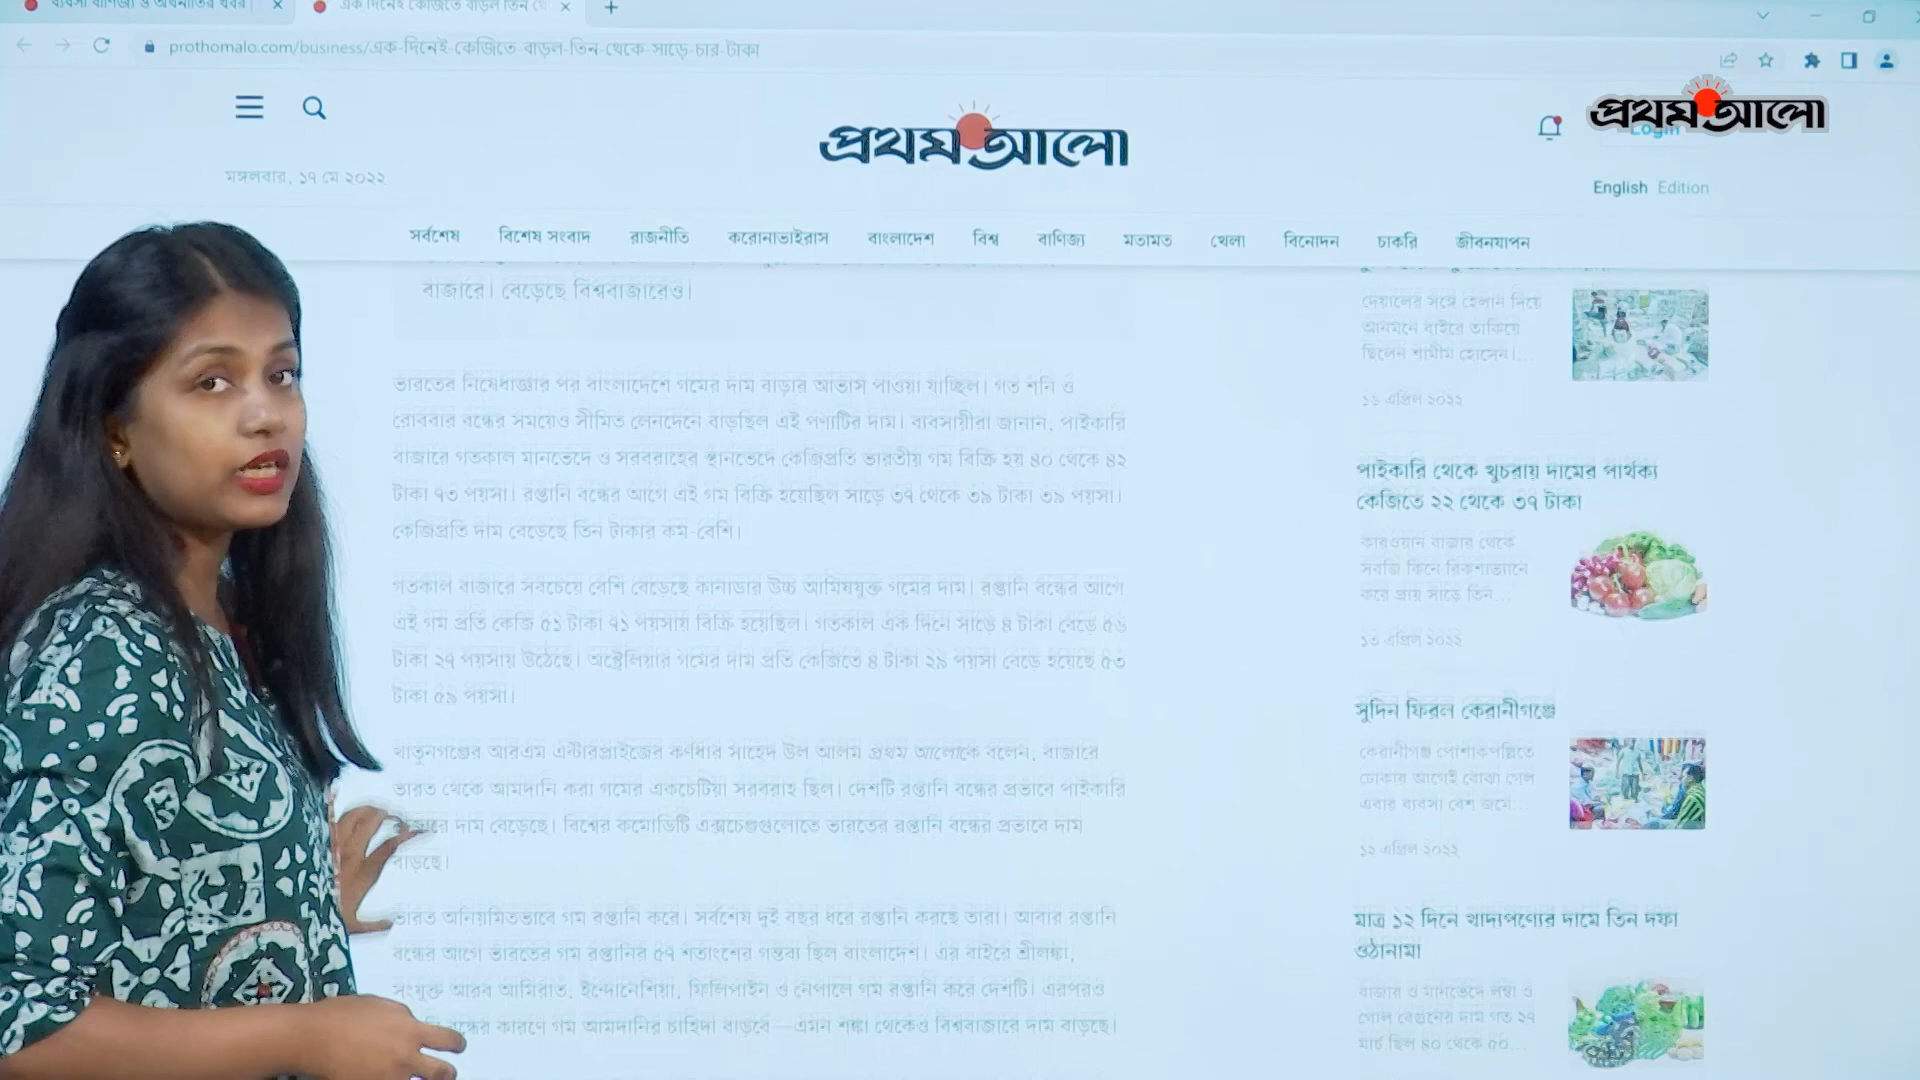 এক দিনেই কেজিতে বাড়ল তিন
prothomalo.com/business/এক-দিনেই-কেজিতে-বাড়ল-তিন-থেকে-সাড়ে-চার-টাকা
প্রথম আলো
প্রথম আলো
Login
মঙ্গলবার, ১৭ মে ২০২২
English Edition
সর্বশেষ বিশেষ সংবাদ রাজনীতি করোনাভাইরাস বাংলাদেশ বিশ্ব বাণিজ্য মতামত খেলা বিনোদন চাকরি জীবনযাপন
বাজারে। বেড়েছে বিশ্ববাজারেও।
ভারতের নিষেধাজ্ঞার পর বাংলাদেশে গমের দাম বাড়ার আভাস পাওয়া যাচ্ছিল। গত শনি ও
রোববার বন্ধের সময়েও সীমিত লেনদেনে বাড়ছিল এই পণ্যটির দাম। ব্যবসায়ীরা জানান, পাইকারি
বাজারে গতকাল মানভেদে ও সরবরাহের স্থানভেদে কেজিপ্রতি ভারতীয় গম বিক্রি হয় ৪০ থেকে ৪২
টাকা ৭৩ পয়সা। রপ্তানি বন্ধের আগে এই গম বিক্রি হয়েছিল সাড়ে ৩৭ থেকে ৩৯ টাকা ৩৯ পয়সা।
কেজিপ্রতি দাম বেড়েছে তিন টাকার কম-বেশি।
গতকাল বাজারে সবচেয়ে বেশি বেড়েছে কানাডার উচ্চ আমিষযুক্ত গমের দাম। রপ্তানি বন্ধের আগে
এই গম প্রতি কেজি ৫১ টাকা ৭১ পয়সায় বিক্রি হয়েছিল। গতকাল এক দিনে সাড়ে ৪ টাকা বেড়ে ৫৬
টাকা ২৭ পয়সায় উঠেছে। অস্ট্রেলিয়ার গমের দাম প্রতি কেজিতে ৪ টাকা ২৯ পয়সা বেড়ে হয়েছে ৫৩
টাকা ৫৯ পয়সা।
খাতুনগঞ্জের আরএম এন্টারপ্রাইজের কর্ণধার সাহেদ উল আলম প্রথম আলোকে বলেন, বাজারে
ভারত থেকে আমদানি করা গমের একচেটিয়া সরবরাহ ছিল। দেশটি রপ্তানি বন্ধের প্রভাবে পাইকারি
দাম বেড়েছে। বিশ্বের কমোডিটি এক্সচেঞ্জগুলোতে ভারতের রপ্তানি বন্ধের প্রভাবে দাম
বাড়ছে।
ভারত অনিয়মিতভাবে গম রপ্তানি করে। সর্বশেষ দুই বছর ধরে রপ্তানি করছে তারা। আবার রপ্তানি
বন্ধের আগে ভারতের গম রপ্তানির ৫৭ শতাংশের গন্তব্য ছিল বাংলাদেশ। এর বাইরে শ্রীলঙ্কা,
সংযুক্ত আরব আমিরাত, ইন্দোনেশিয়া, ফিলিপাইন ও নেপালে গম রপ্তানি করে দেশটি। এরপরও
বন্ধের কারণে গম আমদানির চাহিদা বাড়বে—এমন শঙ্কা থেকেও বিশ্ববাজারে দাম বাড়ছে।
দেয়ালের সঙ্গে হেলান দিয়ে
আনমনে বাইরে তাকিয়ে
ছিলেন শামীম হোসেন।...
১৬ এপ্রিল ২০২২
পাইকারি থেকে খুচরায় দামের পার্থক্য
কেজিতে ২২ থেকে ৩৭ টাকা
কারওয়ান বাজার থেকে
সবজি কিনে রিকশাভ্যানে
করে প্রায় সাড়ে তিন...
১৩ এপ্রিল ২০২২
সুদিন ফিরল কেরানীগঞ্জে
কেরানীগঞ্জ পোশাকপল্লিতে
ঢোকার আগেই বোঝা গেল
এবার ব্যবসা বেশ জমে...
১২ এপ্রিল ২০২২
মাত্র ১২ দিনে খাদ্যপণ্যের দামে তিন দফা
ওঠানামা
বাজার ও মানভেদে লম্বা ও
গোল বেগুনের দাম গত ২৭
মার্চ ছিল ৪০ থেকে ৫০...